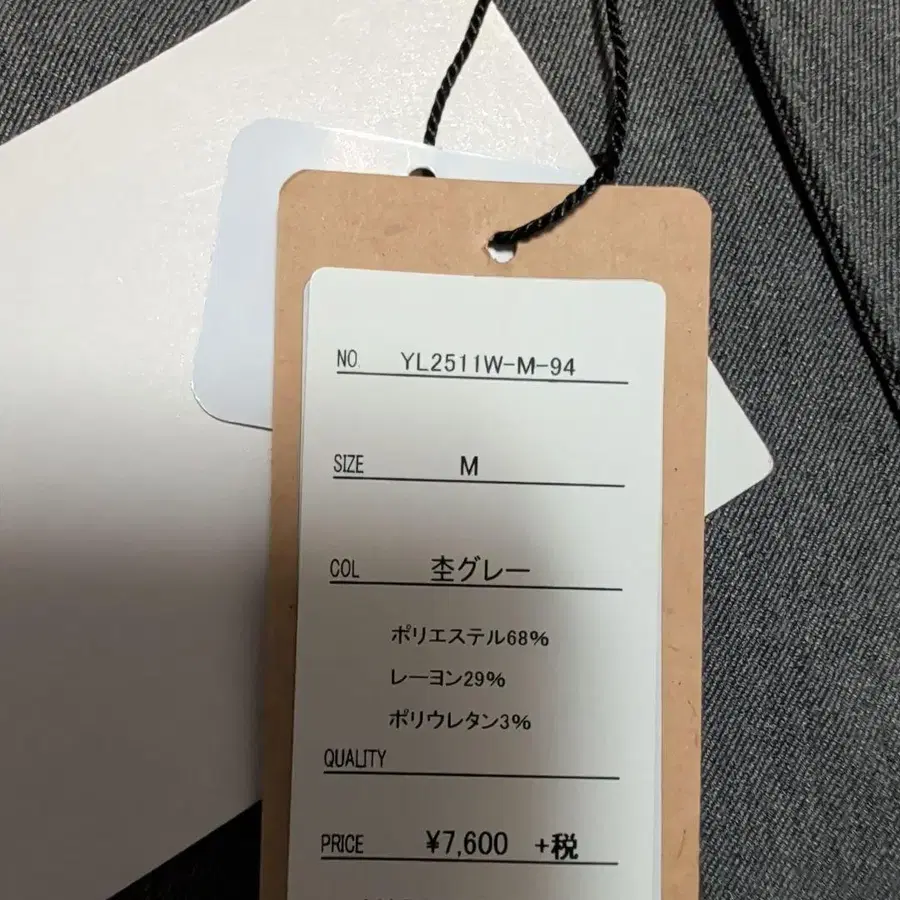 NO. YL2511W-M-94
SIZE M
COL 杢グレー
ポリエステル68%
レーヨン29%
ポリウレタン3%
QUALITY
PRICE ¥7,600 +税